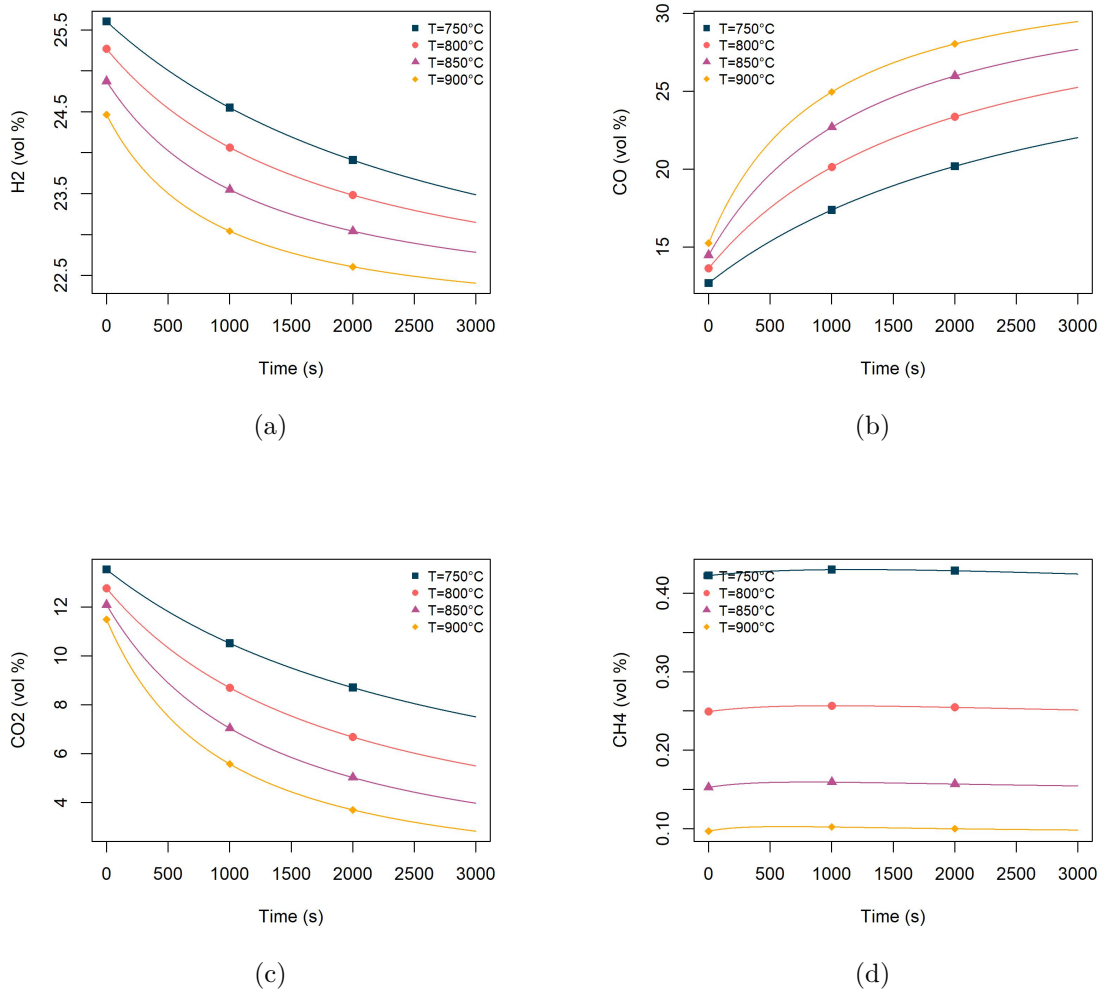 H2 (vol %)
25.5
24.5
23.5
22.5
T=750°C
T=800°C
T=850°C
T=900°C
0 500 1000 1500 2000 2500 3000
Time (s)
(a)
CO (vol %)
30
25
20
15
T=750°C
T=800°C
T=850°C
T=900°C
0 500 1000 1500 2000 2500 3000
Time (s)
(b)
CO2 (vol %)
12
10
8
6
4
T=750°C
T=800°C
T=850°C
T=900°C
0 500 1000 1500 2000 2500 3000
Time (s)
(c)
CH4 (vol %)
0.40
0.30
0.20
0.10
T=750°C
T=800°C
T=850°C
T=900°C
0 500 1000 1500 2000 2500 3000
Time (s)
(d)